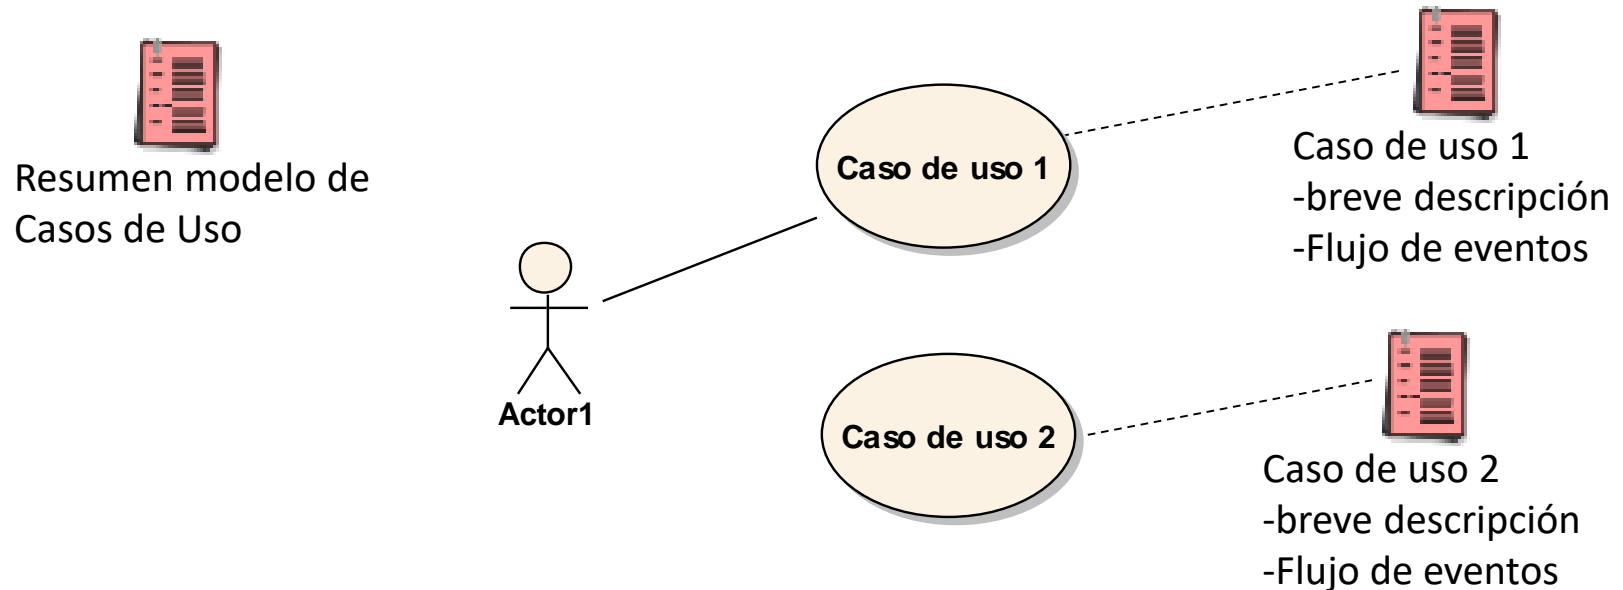 Resumen modelo de
Casos de Uso
Actor1
Caso de uso 1
Caso de uso 2
Caso de uso 1
-breve descripción
-Flujo de eventos
Caso de uso 2
-breve descripción
-Flujo de eventos